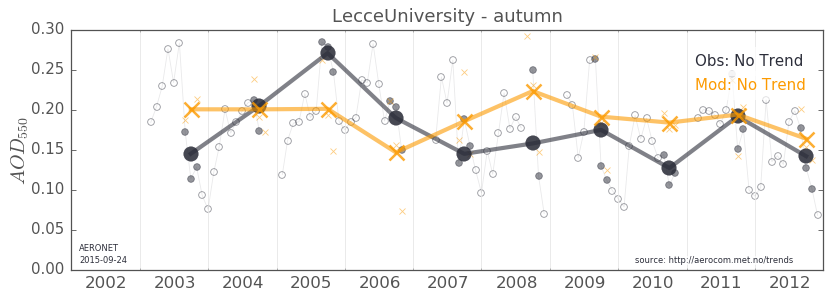 LecceUniversity - autumn
0.30
0.25
0.20
0.15
0.10
0.05
0.00
AOD550
Obs: No Trend
Mod: No Trend
AERONET
2015-09-24
source: http://aerocom.met.no/trends
2002 2003 2004 2005 2006 2007 2008 2009 2010 2011 2012